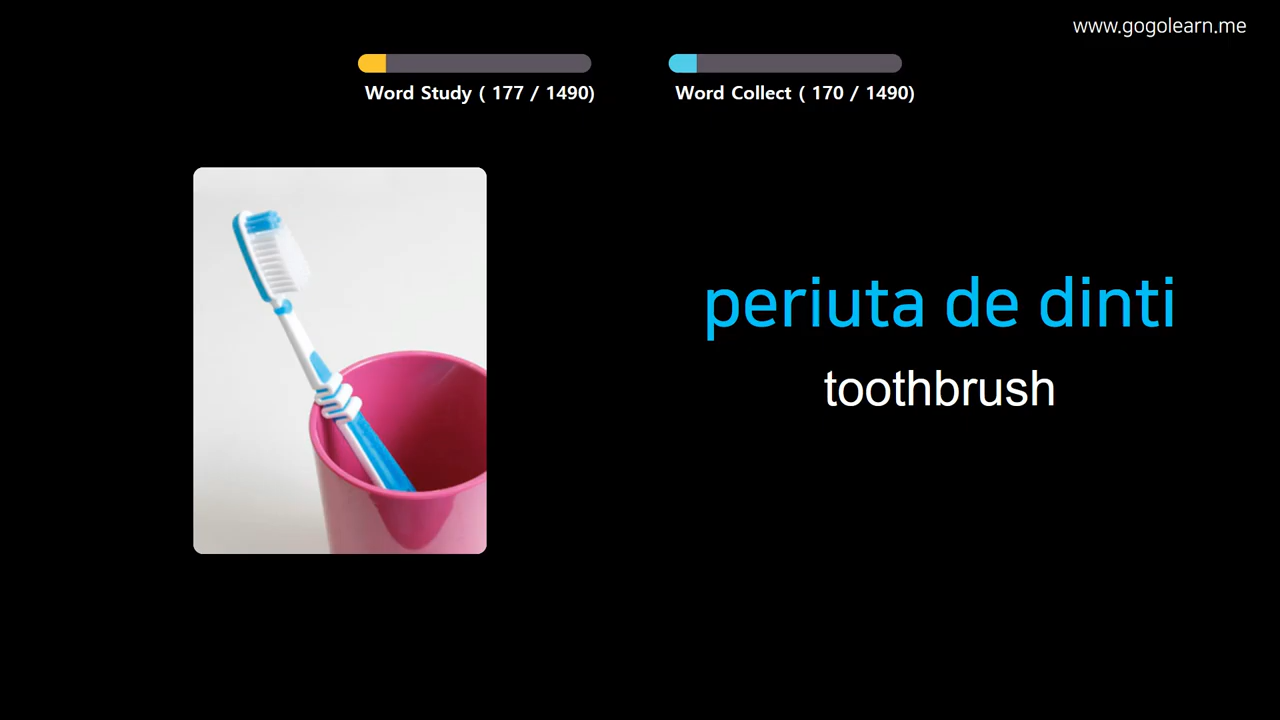 www.gogolearn.me
Word Study ( 177 / 1490)
Word Collect ( 170 / 1490)
periuta de dinti
toothbrush